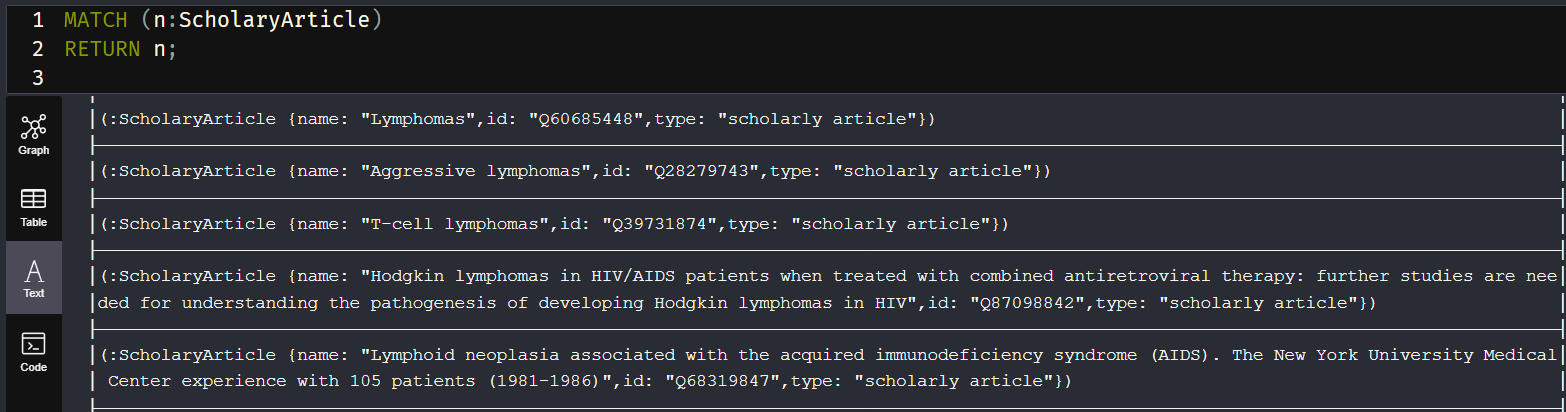 1 MATCH (n:ScholaryArticle)
2 RETURN n;
3
Graph
Table
Text
Code
(:ScholaryArticle {name: "Lymphomas",id: "Q60685448",type: "scholarly article"})
(:ScholaryArticle {name: "Aggressive lymphomas",id: "Q28279743",type: "scholarly article"})
(:ScholaryArticle {name: "T-cell lymphomas",id: "Q39731874",type: "scholarly article"})
(:ScholaryArticle {name: "Hodgkin lymphomas in HIV/AIDS patients when treated with combined antiretroviral therapy: further studies are nee
ded for understanding the pathogenesis of developing Hodgkin lymphomas in HIV",id: "Q87098842",type: "scholarly article"})
(:ScholaryArticle {name: "Lymphoid neoplasia associated with the acquired immunodeficiency syndrome (AIDS). The New York University Medical
Center experience with 105 patients (1981-1986)",id: "Q68319847",type: "scholarly article"})